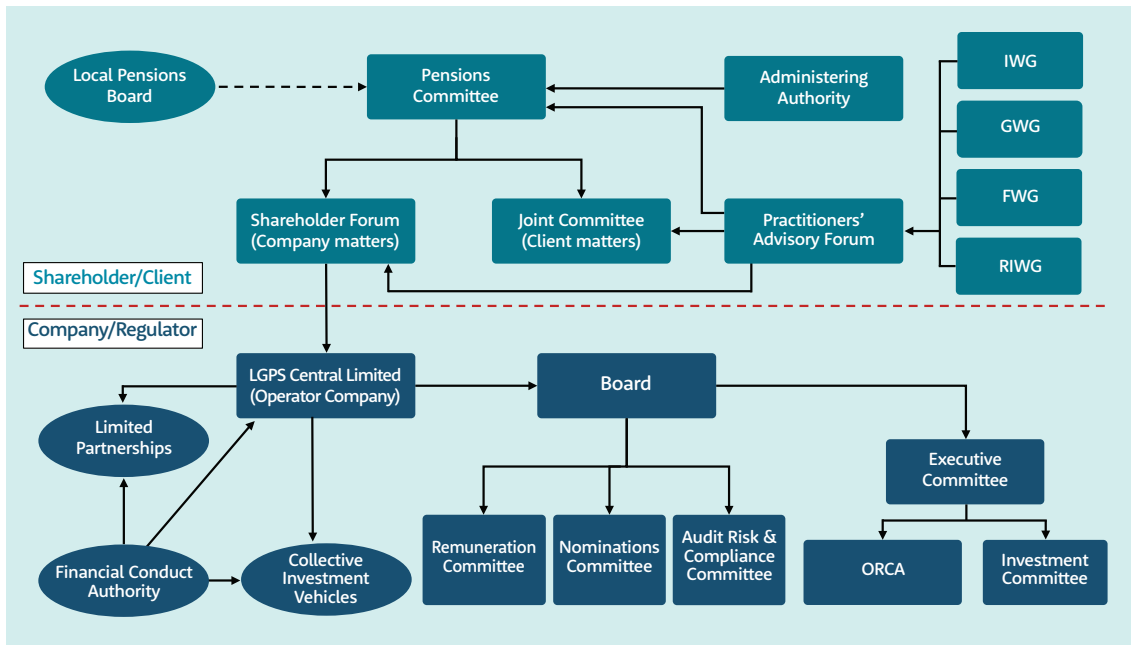 Local Pensions
Board
Pensions
Committee
Administering
Authority
IWG
GWG
FWG
RIWG
Shareholder Forum
(Company matters)
Joint Committee
(Client matters)
Practitioners’
Advisory Forum
Shareholder/Client
Company/Regulator
LGPS Central Limited
(Operator Company)
Board
Limited
Partnerships
Executive
Committee
Financial Conduct
Authority
Collective
Investment
Vehicles
Remuneration
Committee
Nominations
Committee
Audit Risk &
Compliance
Committee
ORCA
Investment
Committee